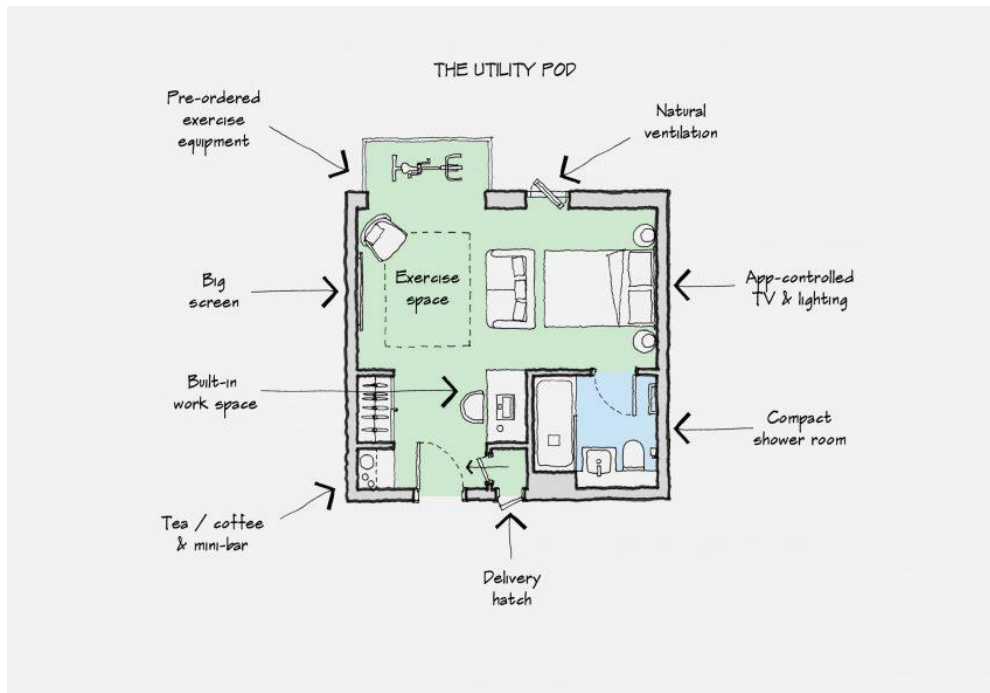 THE UTILITY POD
Pre-ordered
exercise
equipment
Natural
ventilation
Big
screen
Exercise
space
App-controlled
TV & lighting
Built-in
work space
Compact
shower room
Tea / coffee
& mini-bar
Delivery
hatch